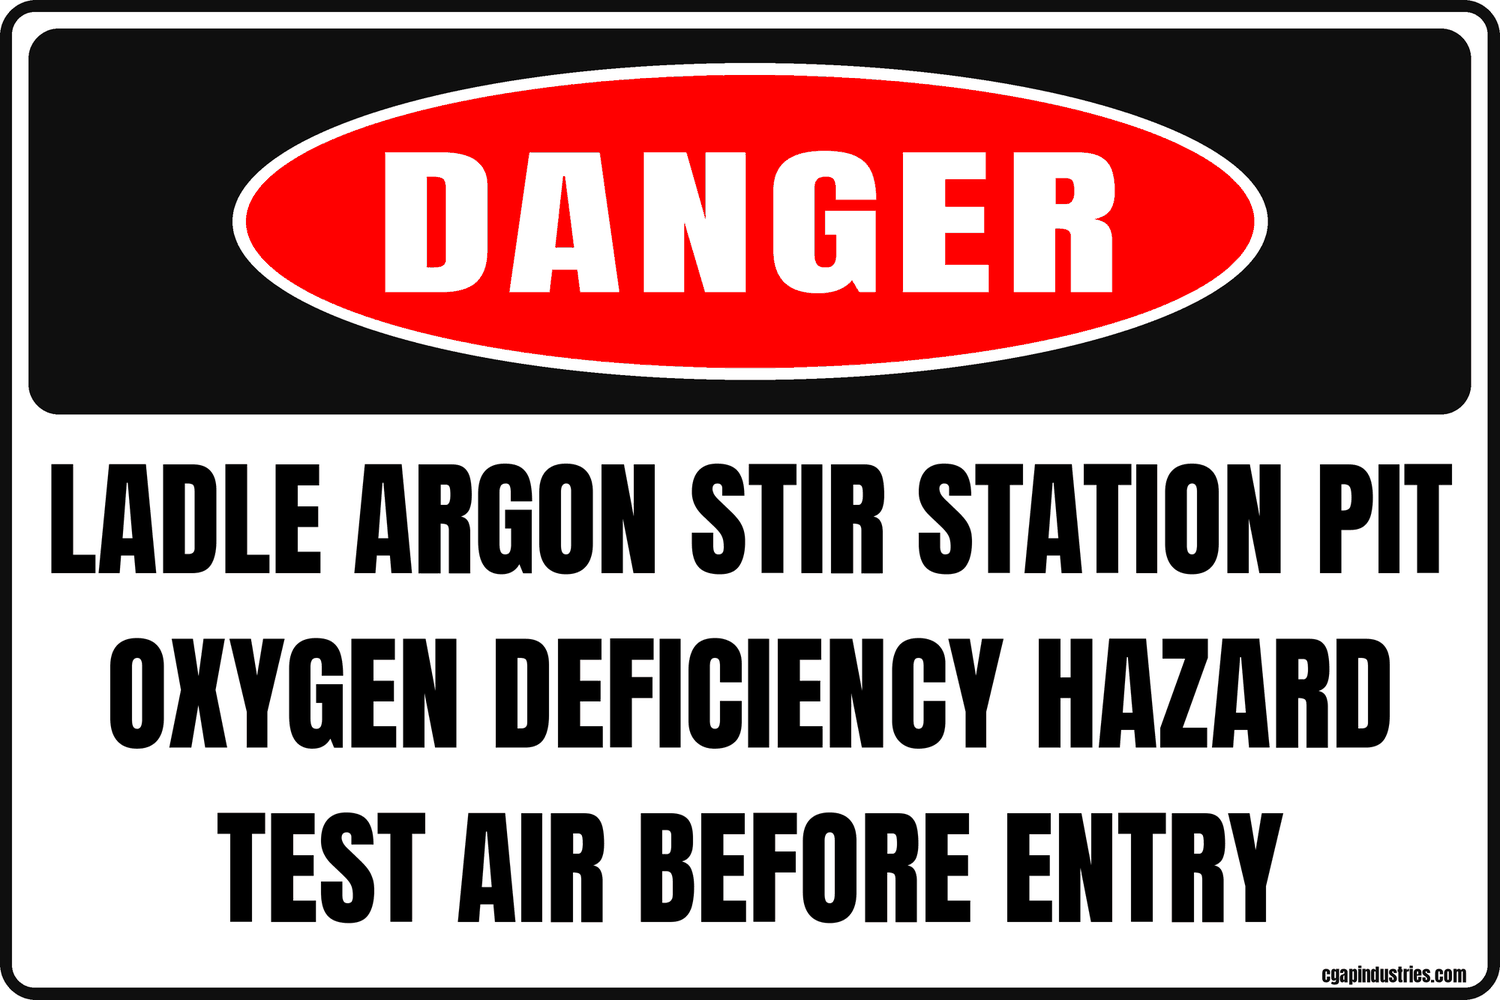 DANGER
LADLE ARGON STIR STATION PIT
OXYGEN DEFICIENCY HAZARD
TEST AIR BEFORE ENTRY
cgapindustries.com